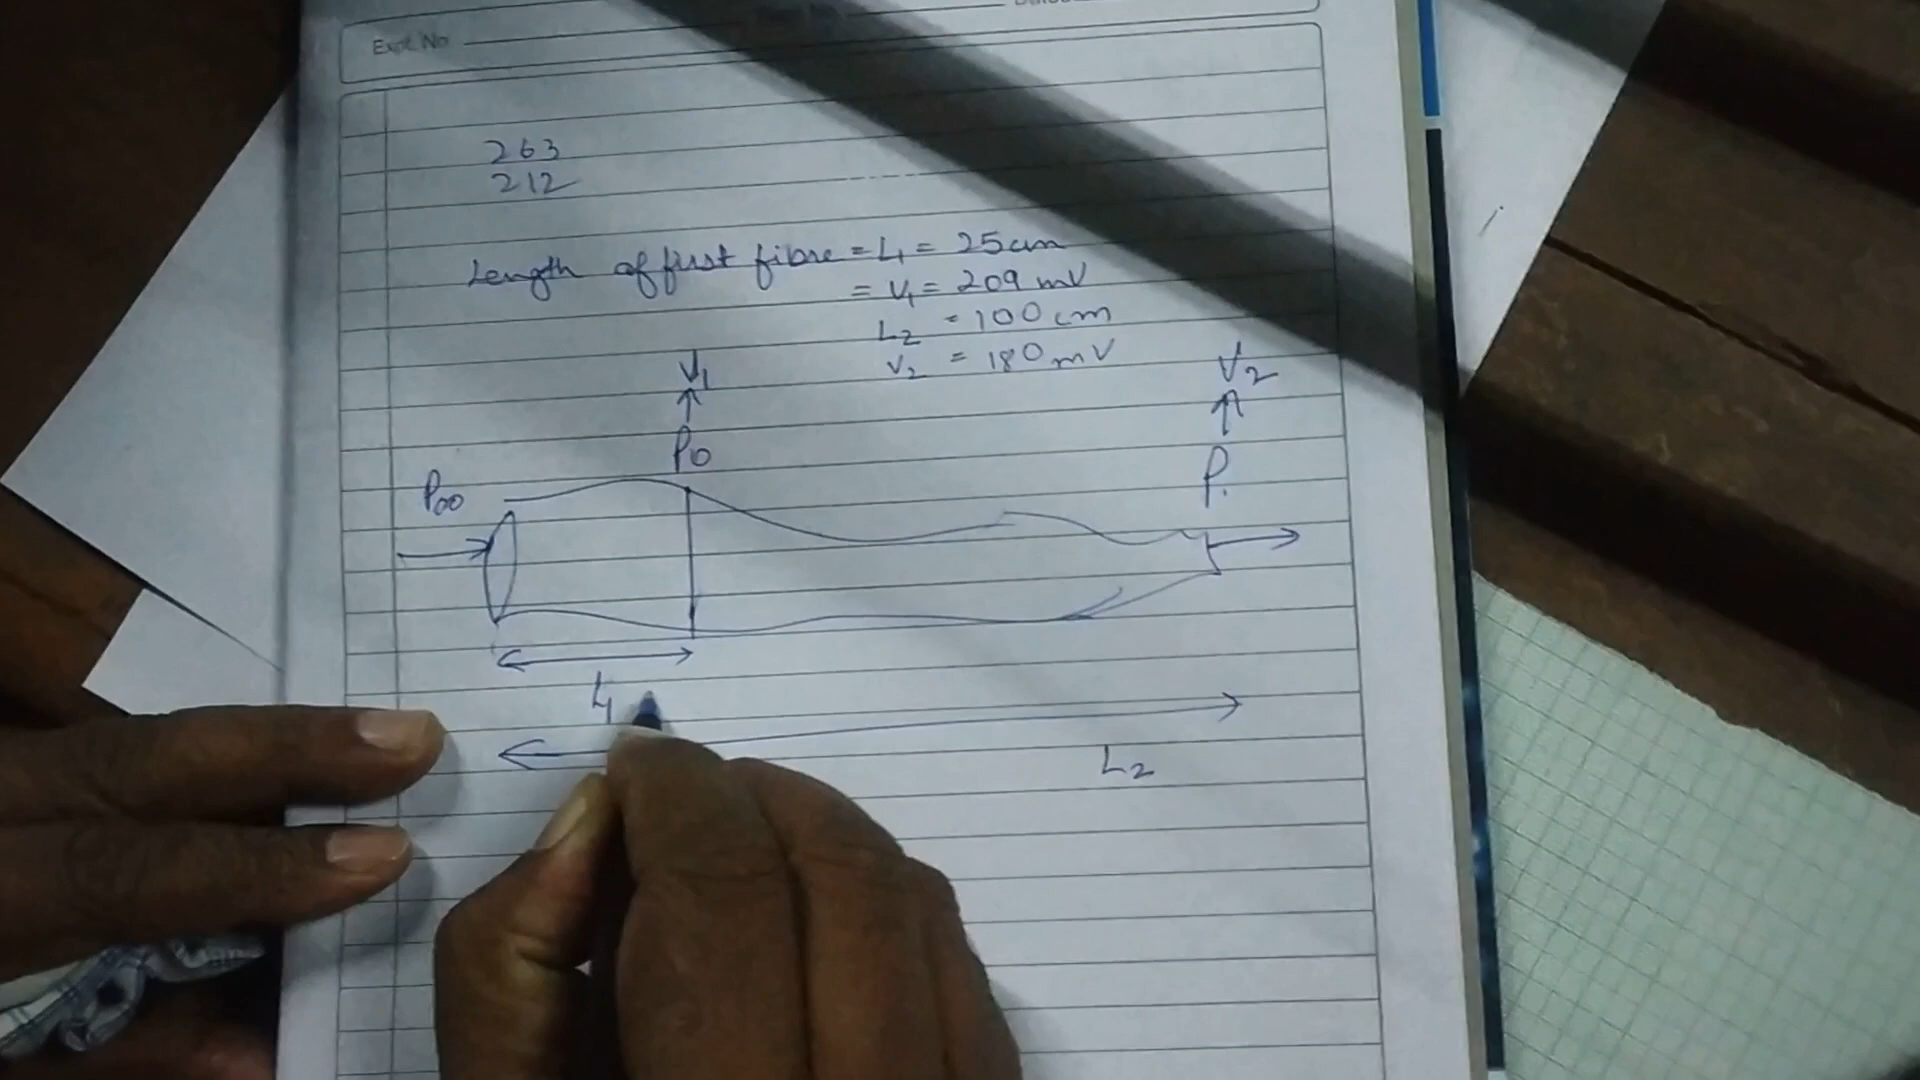 Expt. No
263
212
Length of first fibre = L1 = 25 cm
= V1 = 209 mV
L2 = 100 cm
V2 = 180 mV
V1
V2
P0
P.
P00
L1
L2